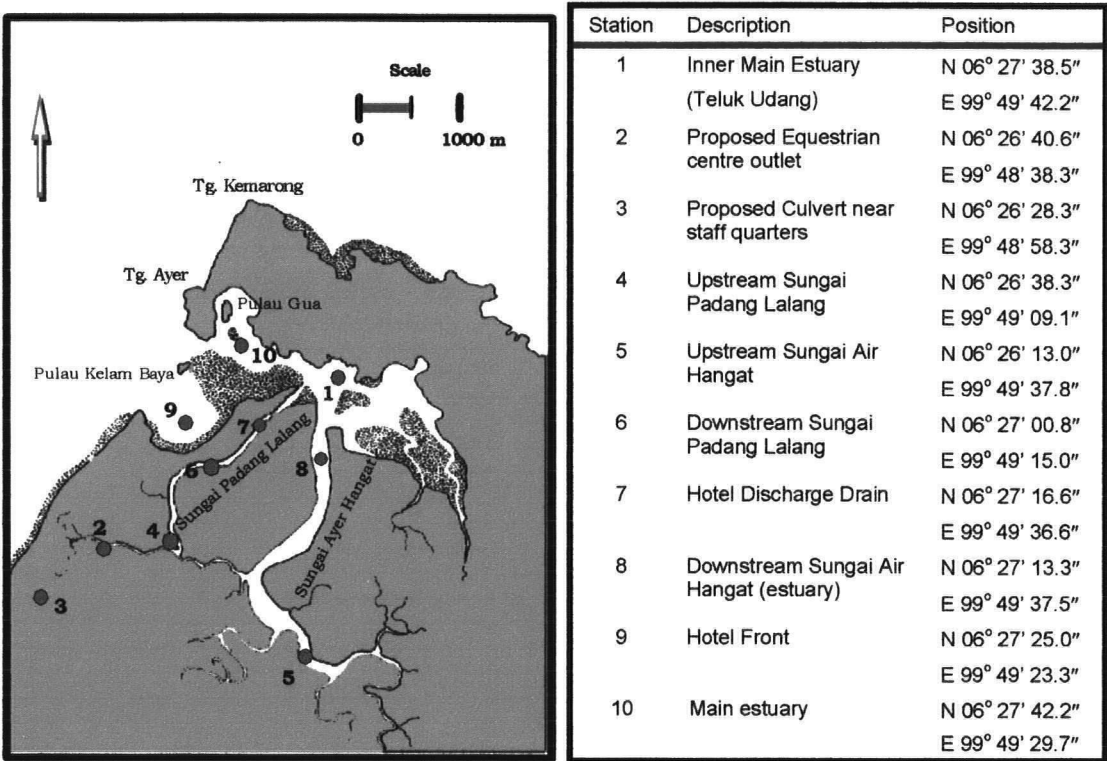 Scale
0 1000 m
Tg. Kemarong
Tg. Ayer
Pulau Gua
10
Pulau Kelam Baya
1
9
7
8
6
Sungai Padang Lalang
Sungai Ayer Hangat
2
4
3
5
Station Description Position
1 Inner Main Estuary N 06° 27' 38.5"
(Teluk Udang) E 99° 49' 42.2"
2 Proposed Equestrian N 06° 26' 40.6"
centre outlet E 99° 48' 38.3"
3 Proposed Culvert near N 06° 26' 28.3"
staff quarters E 99° 48' 58.3"
4 Upstream Sungai N 06° 26' 38.3"
Padang Lalang E 99° 49' 09.1"
5 Upstream Sungai Air N 06° 26' 13.0"
Hangat E 99° 49' 37.8"
6 Downstream Sungai N 06° 27' 00.8"
Padang Lalang E 99° 49' 15.0"
7 Hotel Discharge Drain N 06° 27' 16.6"
E 99° 49' 36.6"
8 Downstream Sungai Air N 06° 27' 13.3"
Hangat (estuary) E 99° 49' 37.5"
9 Hotel Front N 06° 27' 25.0"
E 99° 49' 23.3"
10 Main estuary N 06° 27' 42.2"
E 99° 49' 29.7"